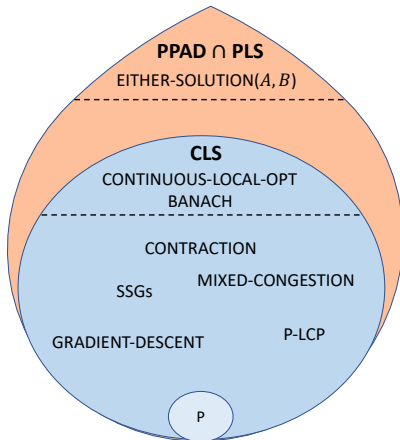 PPAD ∩ PLS
EITHER-SOLUTION(A, B)
CLS
CONTINUOUS-LOCAL-OPT
BANACH
CONTRACTION
MIXED-CONGESTION
SSGs
P-LCP
GRADIENT-DESCENT
P